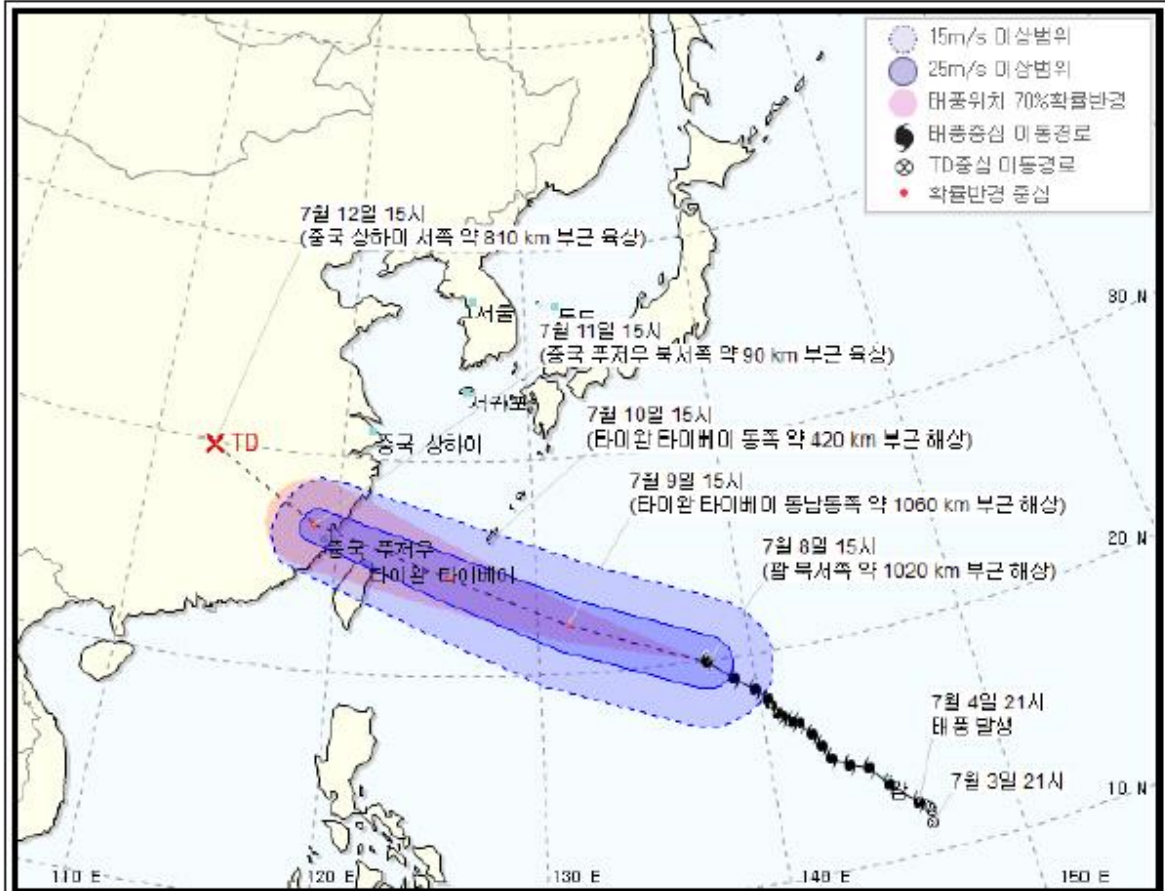 15m/s 이상범위
25m/s 이상범위
태풍위치 70%확률반경
태풍중심 이동경로
TD중심 이동경로
확률반경 중심
7월 12일 15시
(중국 상하이 서쪽 약 810 km 부근 육상)
서울
30 N
7월 11일 15시
(중국 푸저우 북서쪽 약 90 km 부근 육상)
7월 10일 15시
(타이완 타이베이 동쪽 약 420 km 부근 해상)
TD
중국 상하이
7월 9일 15시
(타이완 타이베이 동남동쪽 약 1060 km 부근 해상)
20 N
7월 8일 15시
(괌 북서쪽 약 1020 km 부근 해상)
중국 푸저우
타이완 타이베이
7월 4일 21시
태풍 발생
7월 3일 21시
괌
10 N
110 E
120 E
130 E
140 E
150 E